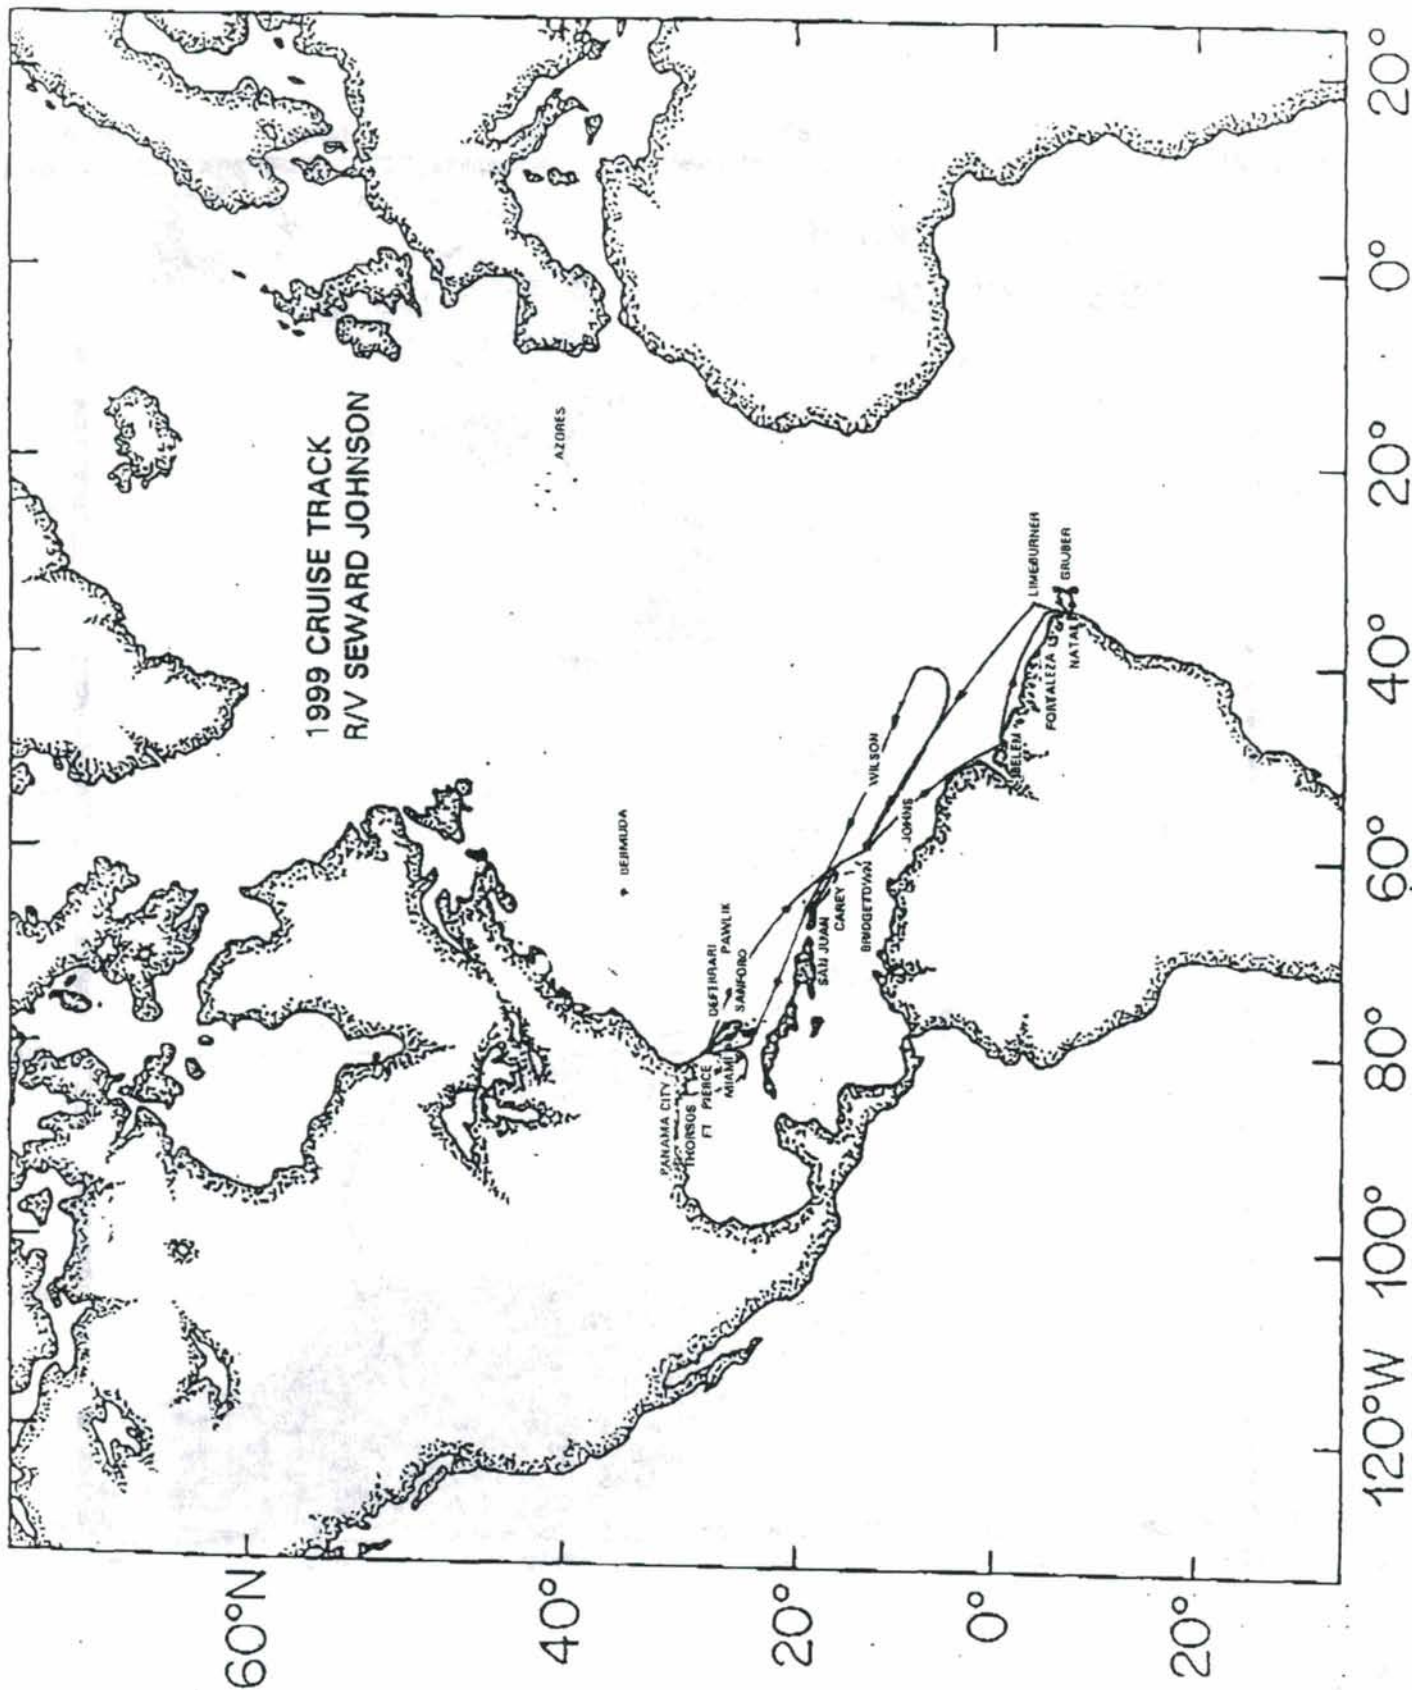 1999 CRUISE TRACK
R/V SEWARD JOHNSON
AZORES
BERMUDA
LIMEBURNER
GRUBER
FORTALEZA
NATAL
BELEM
WILSON
JOHNS
BRIDGETOWN
CAREY
SAN JUAN
PAWLIK
DEFERRARI
SANFORD
PANAMA CITY
THORSOS
FT PIERCE
MIAMI
60°N
40°
20°
0°
20°
120°W
100°
80°
60°
40°
20°
0°
20°